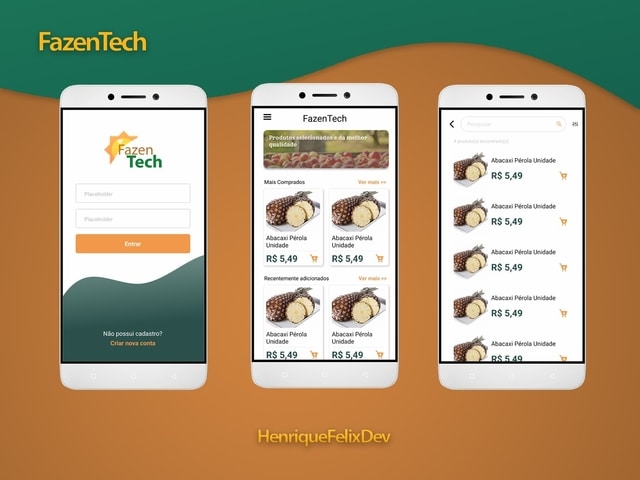 FazenTech
Fazen
Tech
Placeholder
Placeholder
Entrar
Não possui cadastro?
Criar nova conta
FazenTech
Produtos selecionados e da melhor
qualidade
Mais Comprados
Ver mais >>
Abacaxi Pérola
Unidade
R$ 5,49
Abacaxi Pérola
Unidade
R$ 5,49
Recentemente adicionados
Ver mais >>
Abacaxi Pérola
Unidade
R$ 5,49
Abacaxi Pérola
Unidade
R$ 5,49
Pesquisar
4 produto(s) encontrado(s)
Abacaxi Pérola Unidade
R$ 5,49
Abacaxi Pérola Unidade
R$ 5,49
Abacaxi Pérola Unidade
R$ 5,49
Abacaxi Pérola Unidade
R$ 5,49
Abacaxi Pérola Unidade
R$ 5,49
HenriqueFelixDev